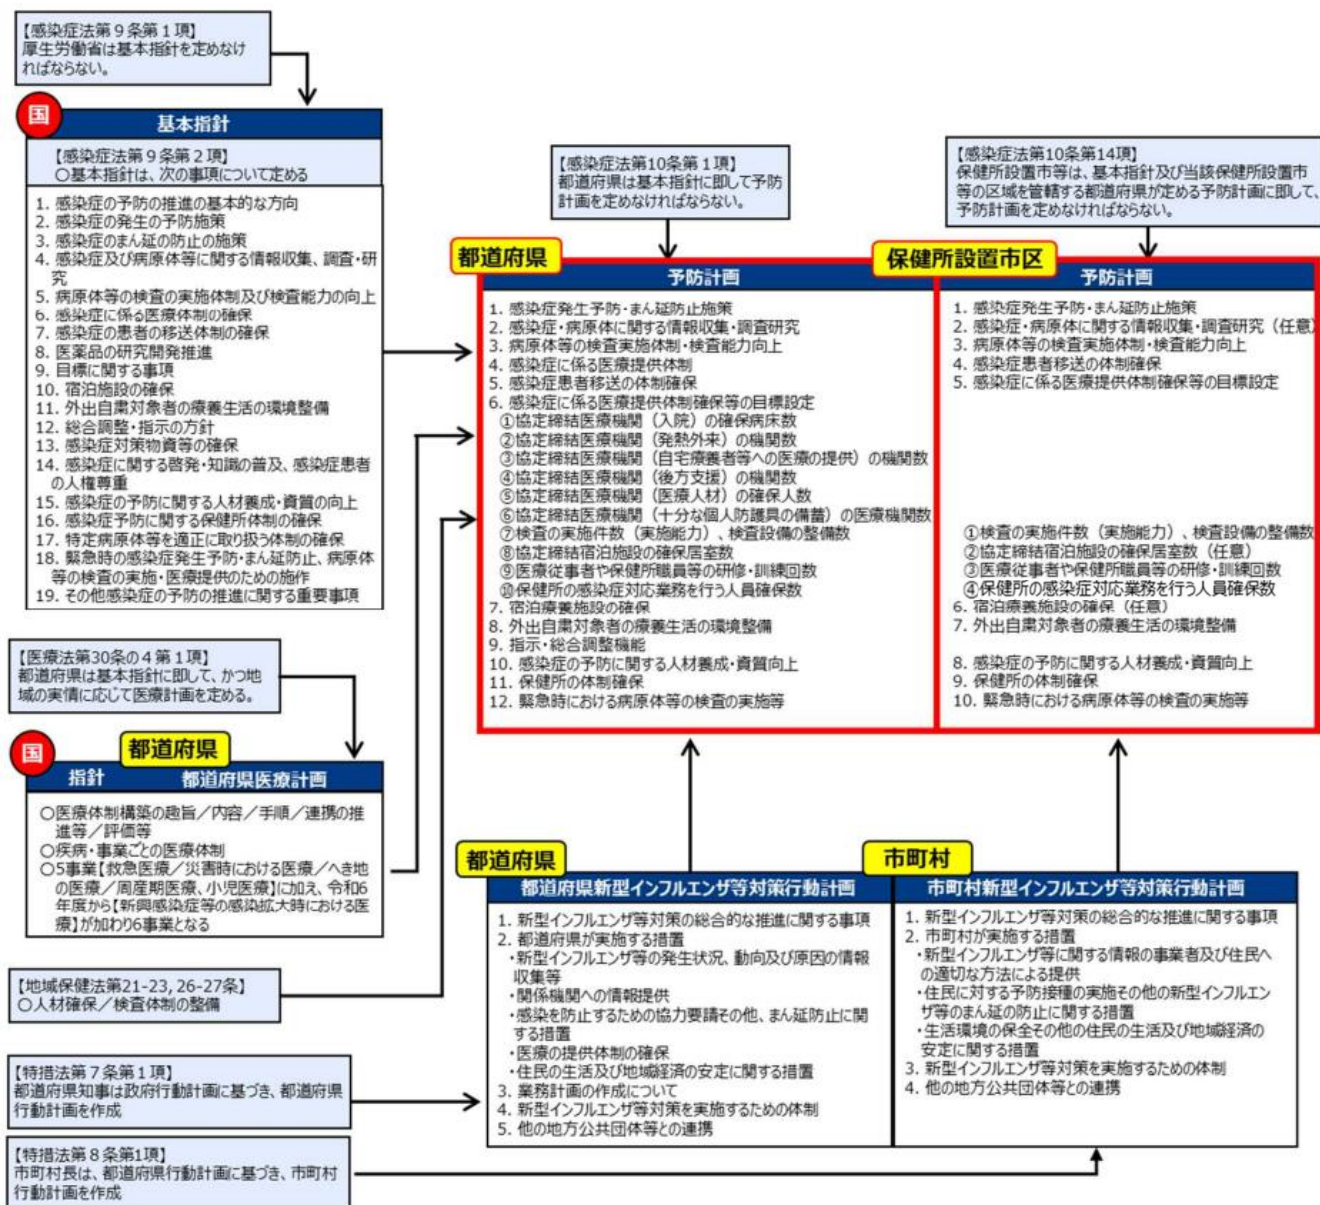 【感染症法第９条第１項】
厚生労働省は基本指針を定めなけ
ればならない。
国
基本指針
【感染症法第９条第２項】
○基本指針は、次の事項について定める
1. 感染症の予防の推進の基本的な方向
2. 感染症の発生の予防施策
3. 感染症のまん延の防止の施策
4. 感染症及び病原体等に関する情報収集、調査・研
究
5. 病原体等の検査の実施体制及び検査能力の向上
6. 感染症に係る医療体制の確保
7. 感染症の患者の移送体制の確保
8. 医薬品の研究開発推進
9. 目標に関する事項
10. 宿泊施設の確保
11. 外出自粛対象者の療養生活の環境整備
12. 総合調整・指示の方針
13. 感染症対策物資等の確保
14. 感染症に関する啓発・知識の普及、感染症患者
の人権尊重
15. 感染症の予防に関する人材養成・資質の向上
16. 感染症予防に関する保健所体制の確保
17. 特定病原体等を適正に取り扱う体制の確保
18. 緊急時の感染症発生予防・まん延防止、病原体
等の検査の実施・医療提供のための施作
19. その他感染症の予防の推進に関する重要事項
【医療法第30条の４第１項】
都道府県は基本指針に即して、かつ地
域の実情に応じて医療計画を定める。
国
都道府県
指針 都道府県医療計画
○医療体制構築の趣旨／内容／手順／連携の推
進等／評価等
○疾病・事業ごとの医療体制
○5事業【救急医療／災害時における医療／へき地
の医療／周産期医療、小児医療】に加え、令和6
年度から【新興感染症等の感染拡大時における医
療】が加わり6事業となる
【地域保健法第21-23, 26-27条】
○人材確保／検査体制の整備
【特措法第７条第１項】
都道府県知事は政府行動計画に基づき、都道府県
行動計画を作成
【特措法第８条第1項】
市町村長は、都道府県行動計画に基づき、市町村
行動計画を作成
【感染症法第10条第１項】
都道府県は基本指針に即して予防
計画を定めなければならない。
都道府県
予防計画
1. 感染症発生予防・まん延防止施策
2. 感染症・病原体に関する情報収集・調査研究
3. 病原体等の検査実施体制・検査能力向上
4. 感染症に係る医療提供体制
5. 感染症患者移送の体制確保
6. 感染症に係る医療提供体制確保等の目標設定
①協定締結医療機関（入院）の確保病床数
②協定締結医療機関（発熱外来）の機関数
③協定締結医療機関（自宅療養者等への医療の提供）の機関数
④協定締結医療機関（後方支援）の機関数
⑤協定締結医療機関（医療人材）の確保人数
⑥協定締結医療機関（十分な個人防護具の備蓄）の医療機関数
⑦検査の実施件数（実施能力）、検査設備の整備数
⑧協定締結宿泊施設の確保居室数
⑨医療従事者や保健所職員等の研修・訓練回数
⑩保健所の感染症対応業務を行う人員確保数
7. 宿泊療養施設の確保
8. 外出自粛対象者の療養生活の環境整備
9. 指示・総合調整機能
10. 感染症の予防に関する人材養成・資質向上
11. 保健所の体制確保
12. 緊急時における病原体等の検査の実施等
【感染症法第10条第14項】
保健所設置市等は、基本指針及び当該保健所設置市
等の区域を管轄する都道府県が定める予防計画に即して、
予防計画を定めなければならない。
保健所設置市区
予防計画
1. 感染症発生予防・まん延防止施策
2. 感染症・病原体に関する情報収集・調査研究（任意）
3. 病原体等の検査実施体制・検査能力向上
4. 感染症患者移送の体制確保
5. 感染症に係る医療提供体制確保等の目標設定
①検査の実施件数（実施能力）、検査設備の整備数
②協定締結宿泊施設の確保居室数（任意）
③医療従事者や保健所職員等の研修・訓練回数
④保健所の感染症対応業務を行う人員確保数
6. 宿泊療養施設の確保（任意）
7. 外出自粛対象者の療養生活の環境整備
8. 感染症の予防に関する人材養成・資質向上
9. 保健所の体制確保
10. 緊急時における病原体等の検査の実施等
都道府県
都道府県新型インフルエンザ等対策行動計画
1. 新型インフルエンザ等対策の総合的な推進に関する事項
2. 都道府県が実施する措置
・新型インフルエンザ等の発生状況、動向及び原因の情報
収集等
・関係機関への情報提供
・感染を防止するための協力要請その他、まん延防止に関
する措置
・医療の提供体制の確保
・住民の生活及び地域経済の安定に関する措置
3. 業務計画の作成について
4. 新型インフルエンザ等対策を実施するための体制
5. 他の地方公共団体等との連携
市町村
市町村新型インフルエンザ等対策行動計画
1. 新型インフルエンザ等対策の総合的な推進に関する事項
2. 市町村が実施する措置
・新型インフルエンザ等に関する情報の事業者及び住民へ
の適切な方法による提供
・住民に対する予防接種の実施その他の新型インフルエン
ザ等のまん延の防止に関する措置
・生活環境の保全その他の住民の生活及び地域経済の
安定に関する措置
3. 新型インフルエンザ等対策を実施するための体制
4. 他の地方公共団体等との連携